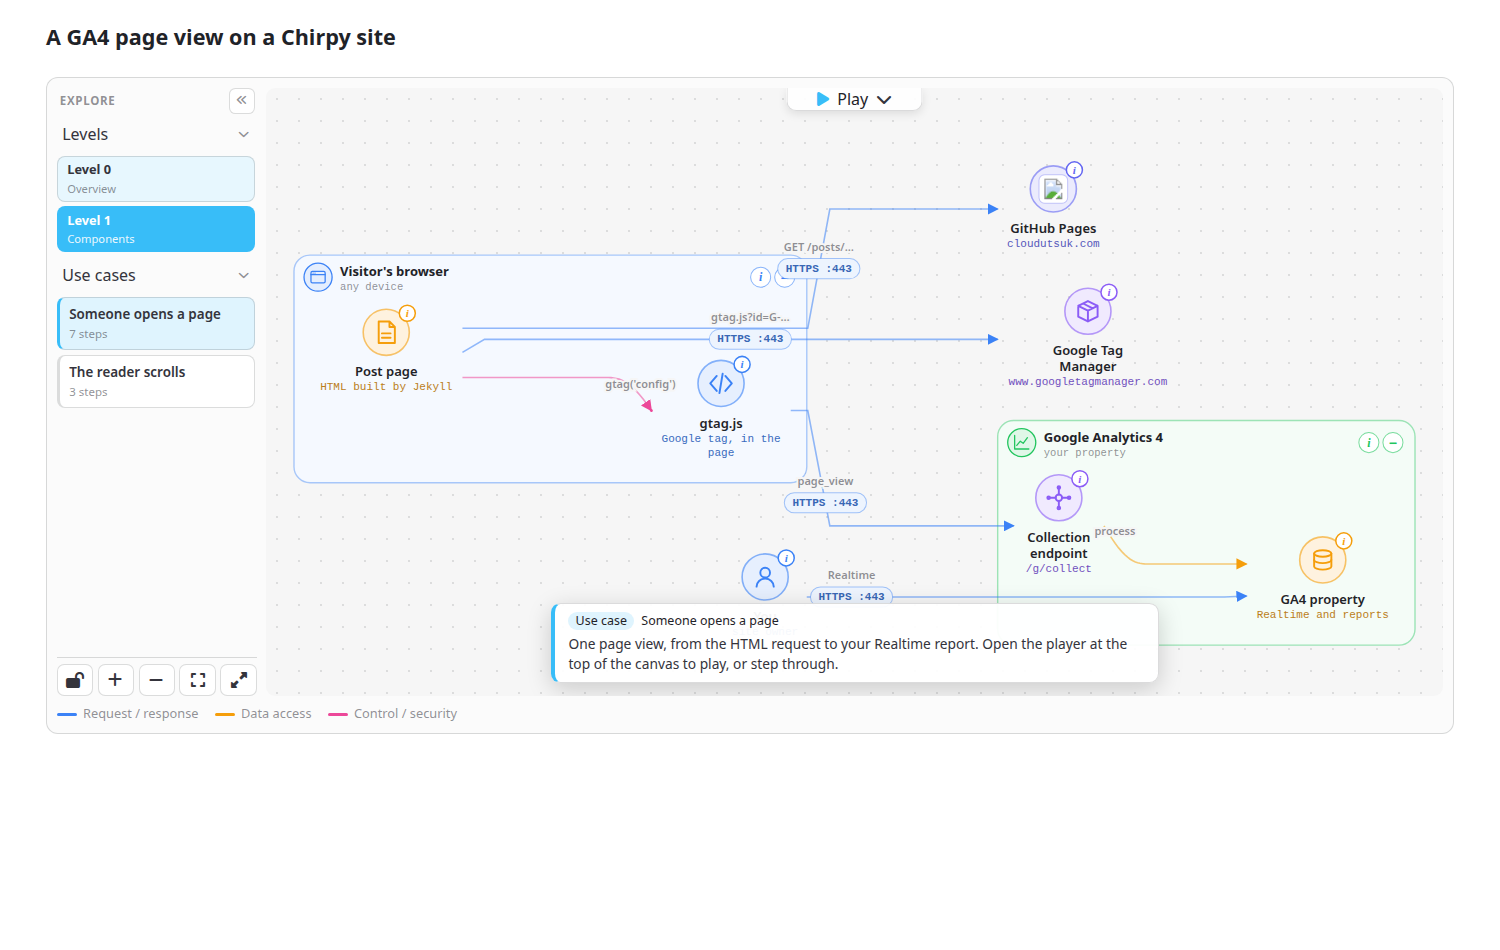 A GA4 page view on a Chirpy site
EXPLORE
Levels
Level 0
Overview
Level 1
Components
Use cases
Someone opens a page
7 steps
The reader scrolls
3 steps
Play
GitHub Pages
cloudutsuk.com
GET /posts/...
HTTPS :443
Visitor's browser
any device
i
Post page
HTML built by Jekyll
gtag.js?id=G-...
HTTPS :443
gtag('config')
gtag.js
Google tag, in the
page
Google Tag
Manager
www.googletagmanager.com
Google Analytics 4
your property
page_view
HTTPS :443
Collection
endpoint
/g/collect
process
GA4 property
Realtime and reports
Realtime
HTTPS :443
Use case Someone opens a page
One page view, from the HTML request to your Realtime report. Open the player at the
top of the canvas to play, or step through.
Request / response
Data access
Control / security